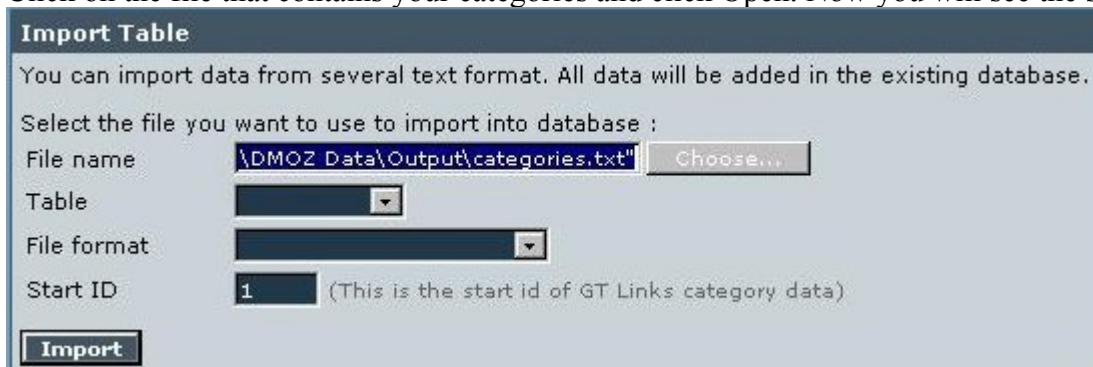 Click on the file that contains your categories and click Open. Now you will see the
Import Table
You can import data from several text format. All data will be added in the existing database.
Select the file you want to use to import into database :
File name \DMOZ Data\Output\categories.txt" Choose...
Table
File format
Start ID 1 (This is the start id of GT Links category data)
Import